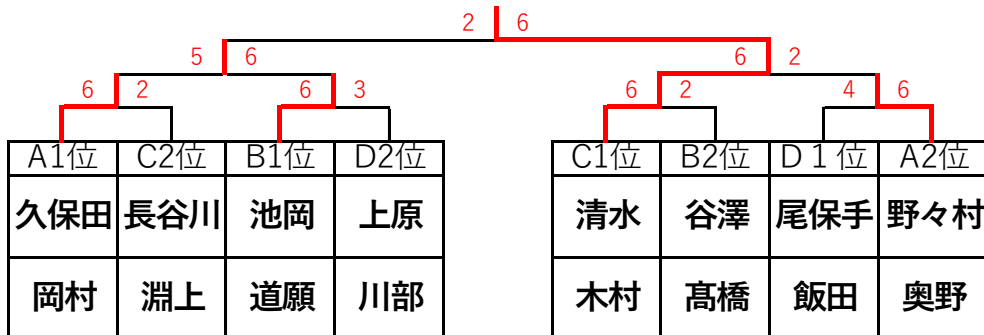 2 6
5 6 6 2
6 2 6 3 6 2 4 6
A1位 C2位 B1位 D2位 C1位 B2位 D１位 A2位
久保田 長谷川 池岡 上原 清水 谷澤 尾保手 野々村
岡村 淵上 道願 川部 木村 髙橋 飯田 奥野